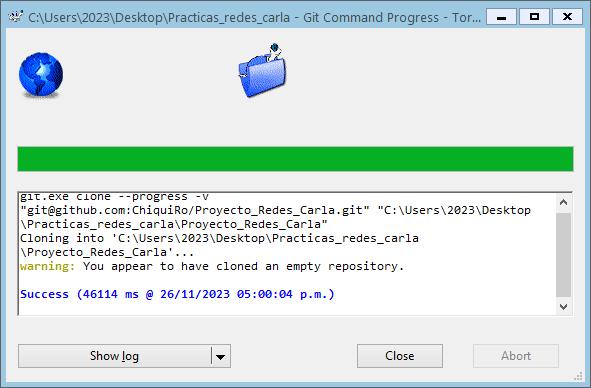 C:\Users\2023\Desktop\Practicas_redes_carla - Git Command Progress - Tor...
git.exe clone --progress -v
"git@github.com:ChiquiRo/Proyecto_Redes_Carla.git" "C:\Users\2023\Desktop
\Practicas_redes_carla\Proyecto_Redes_Carla"
Cloning into 'C:\Users\2023\Desktop\Practicas_redes_carla
\Proyecto_Redes_Carla'...
warning: You appear to have cloned an empty repository.
Success (46114 ms @ 26/11/2023 05:00:04 p.m.)
Show log
Close
Abort